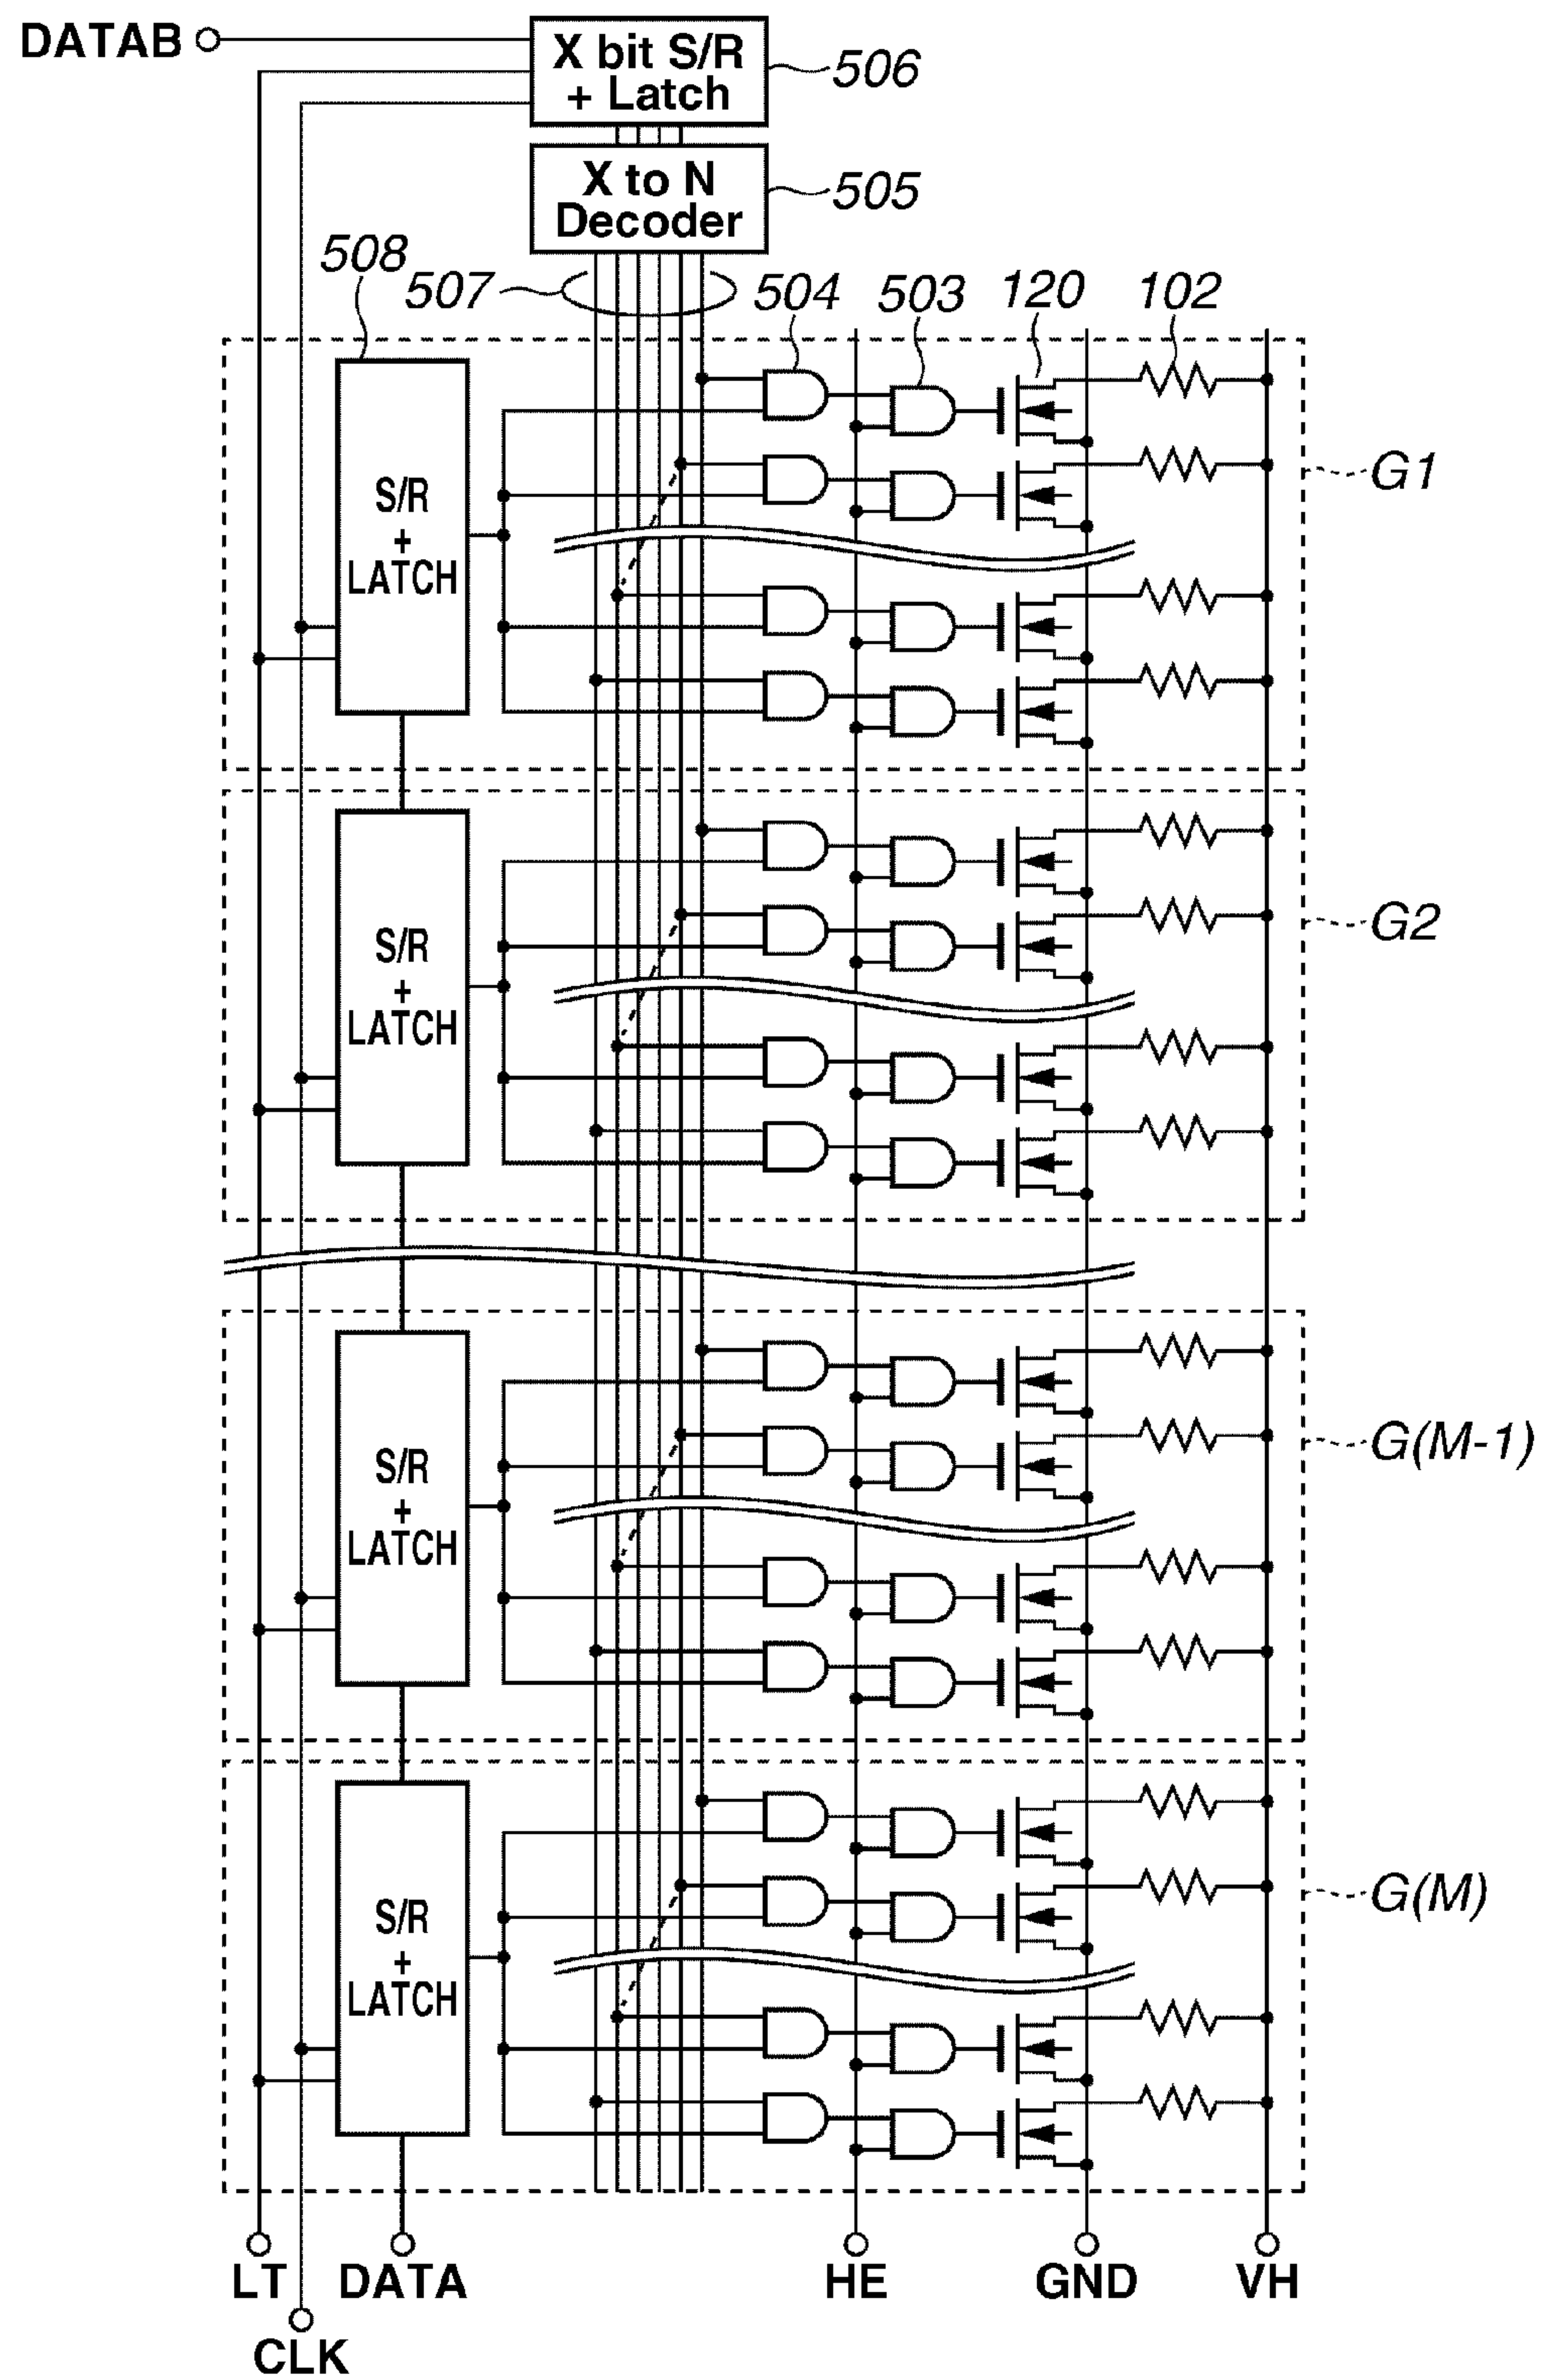 DATAB
X bit S/R
+ Latch
506
X to N
Decoder
505
508
507
504
503
120
102
S/R
+
LATCH
G1
S/R
+
LATCH
G2
S/R
+
LATCH
G(M-1)
S/R
+
LATCH
G(M)
LT
DATA
HE
GND
VH
CLK